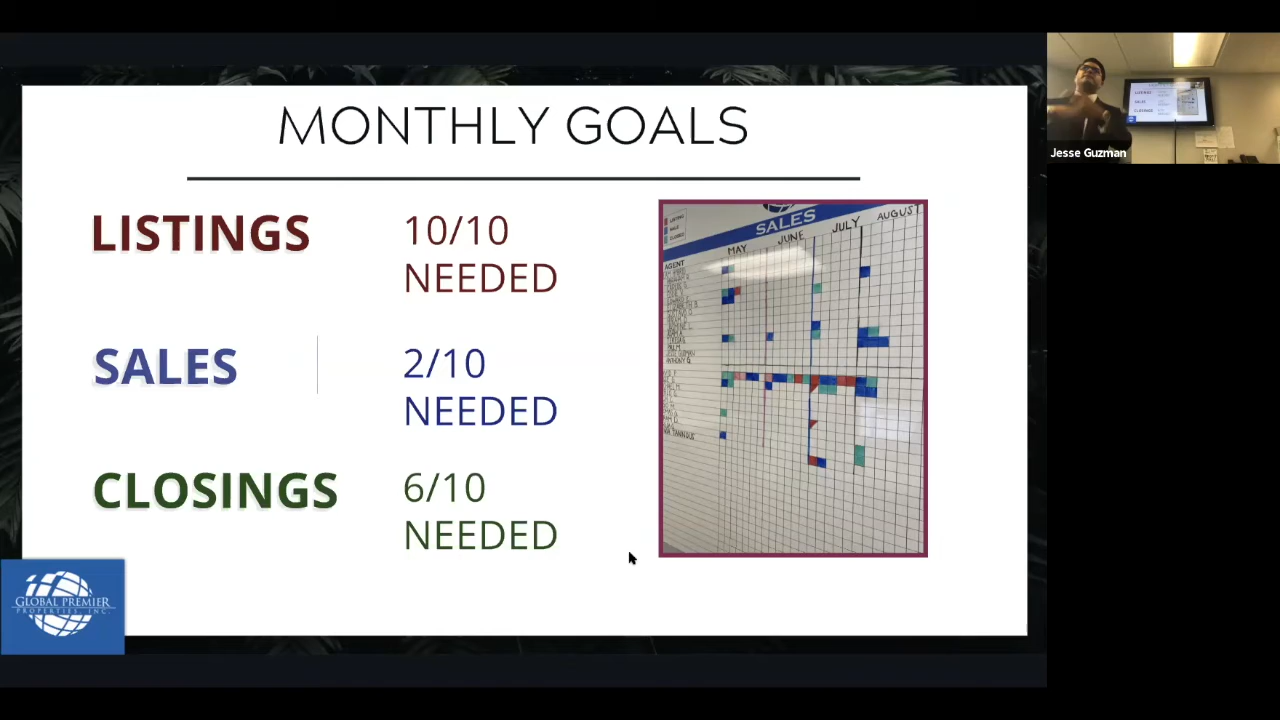 MONTHLY GOALS
LISTINGS
10/10
NEEDED
SALES
2/10
NEEDED
CLOSINGS
6/10
NEEDED
SALES
MAY
JUNE
JULY
AUGUST
AGENT
GLOBAL PREMIER
PROPERTIES, INC.
Jesse Guzman